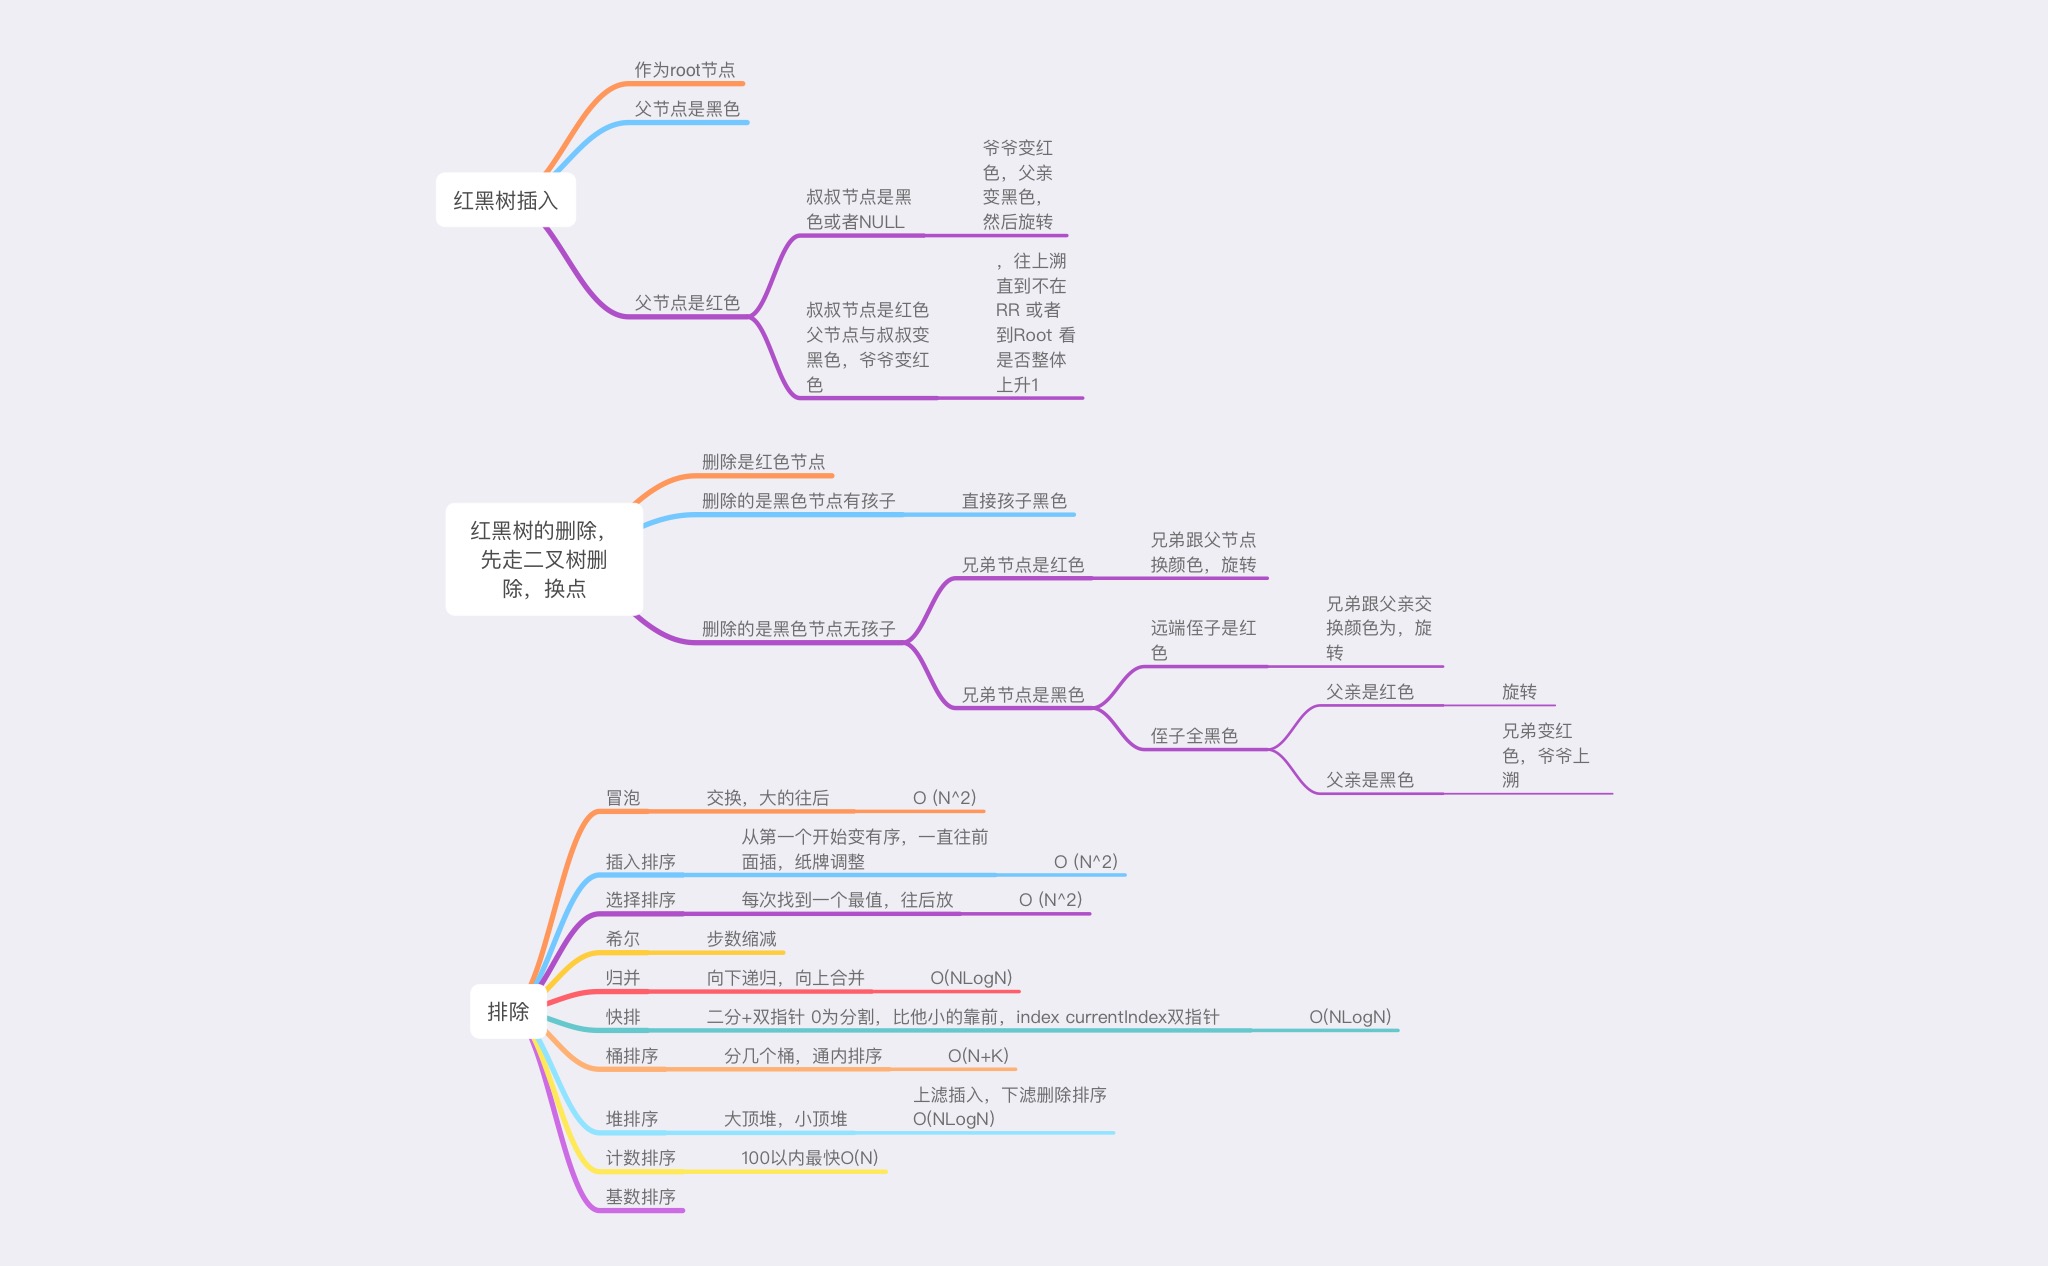 作为root节点
父节点是黑色
红黑树插入
父节点是红色
叔叔节点是黑
色或者NULL
爷爷变红
色，父亲
变黑色，
然后旋转
叔叔节点是红色
父节点与叔叔变
黑色，爷爷变红
色
，往上溯
直到不在
RR 或者
到Root 看
是否整体
上升1
红黑树的删除，
先走二叉树删
除，换点
删除是红色节点
删除的是黑色节点有孩子
直接孩子黑色
删除的是黑色节点无孩子
兄弟节点是红色
兄弟跟父节点
换颜色，旋转
兄弟节点是黑色
远端侄子是红
色
兄弟跟父亲交
换颜色为，旋
转
侄子全黑色
父亲是红色
旋转
父亲是黑色
兄弟变红
色，爷爷上
溯
排除
冒泡
交换，大的往后
O (N^2)
插入排序
从第一个开始变有序，一直往前
面插，纸牌调整
O (N^2)
选择排序
每次找到一个最值，往后放
O (N^2)
希尔
步数缩减
归并
向下递归，向上合并
O(NLogN)
快排
二分+双指针 0为分割，比他小的靠前，index currentIndex双指针
O(NLogN)
桶排序
分几个桶，通内排序
O(N+K)
堆排序
大顶堆，小顶堆
上滤插入，下滤删除排序
O(NLogN)
计数排序
100以内最快O(N)
基数排序